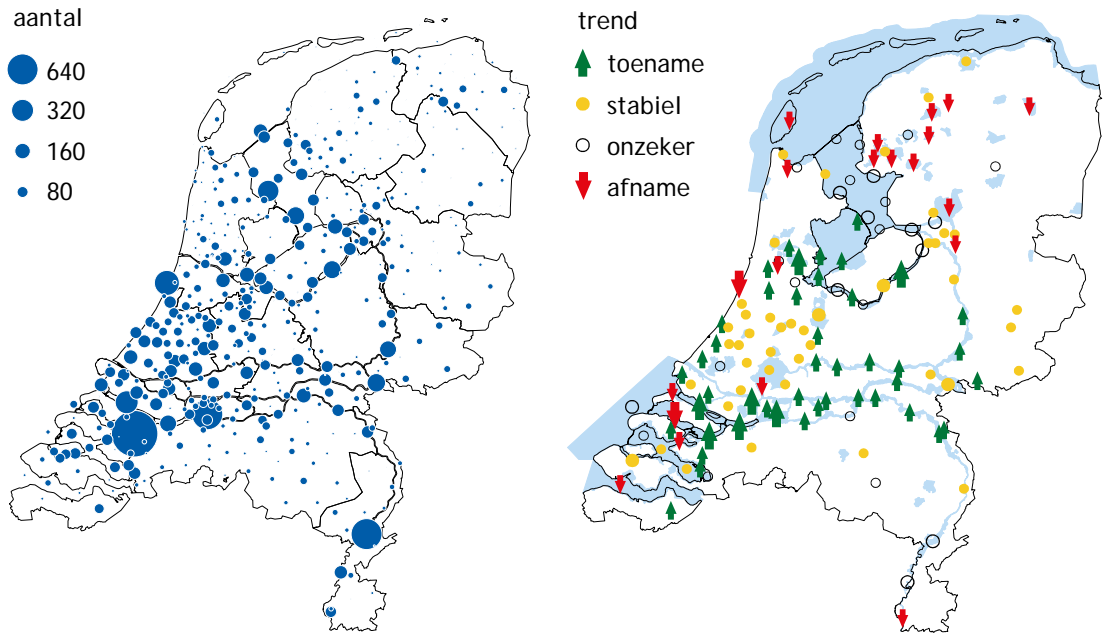 aantal
640
320
160
80
trend
toename
stabiel
onzeker
afname